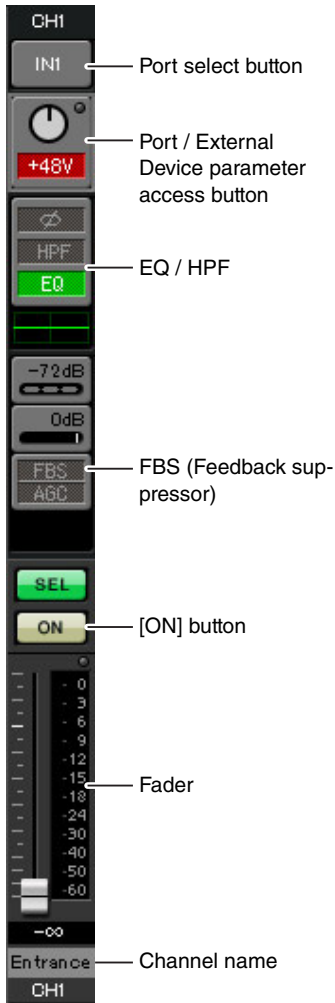 CH1
IN1
Port select button
+48V
Port / External
Device parameter
access button
Ø
HPF
EQ
EQ / HPF
-72dB
0dB
FBS
AGC
FBS (Feedback sup-
pressor)
SEL
ON
[ON] button
- 0
- 3
- 6
- 9
-12
-15
-18
-24
-30
-40
-50
-60
Fader
-∞
Entrance
Channel name
CH1